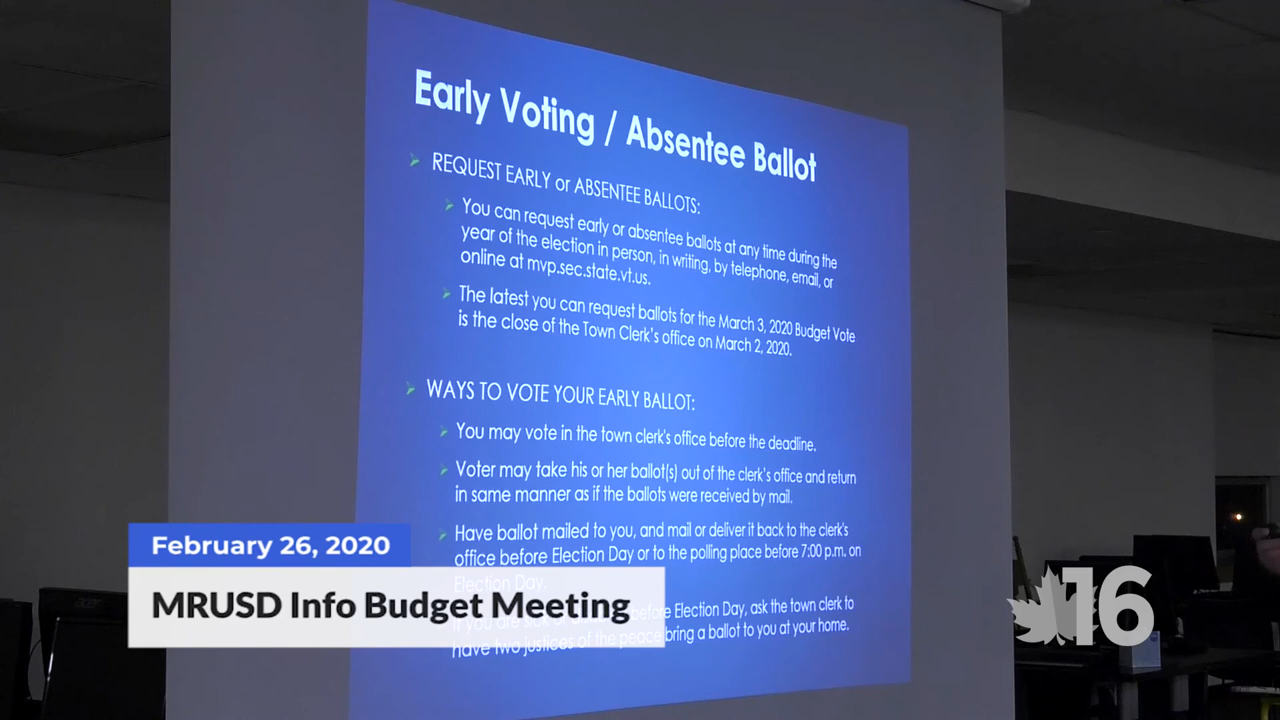 Early Voting / Absentee Ballot
REQUEST EARLY or ABSENTEE BALLOTS:
You can request early or absentee ballots at any time during the
year of the election in person, in writing, by telephone, email, or
online at mvp.sec.state.vt.us.
The latest you can request ballots for the March 3, 2020 Budget Vote
is the close of the Town Clerk's office on March 2, 2020.
WAYS TO VOTE YOUR EARLY BALLOT:
You may vote in the town clerk's office before the deadline.
Voter may take his or her ballot(s) out of the clerk's office and return
in same manner as if the ballots were received by mail.
Have ballot mailed to you, and mail or deliver it back to the clerk's
office before Election Day or to the polling place before 7:00 p.m. on
Election Day.
If you are sick or before Election Day, ask the town clerk to
have two justices of the peace bring a ballot to you at your home.
February 26, 2020
MRUSD Info Budget Meeting
16